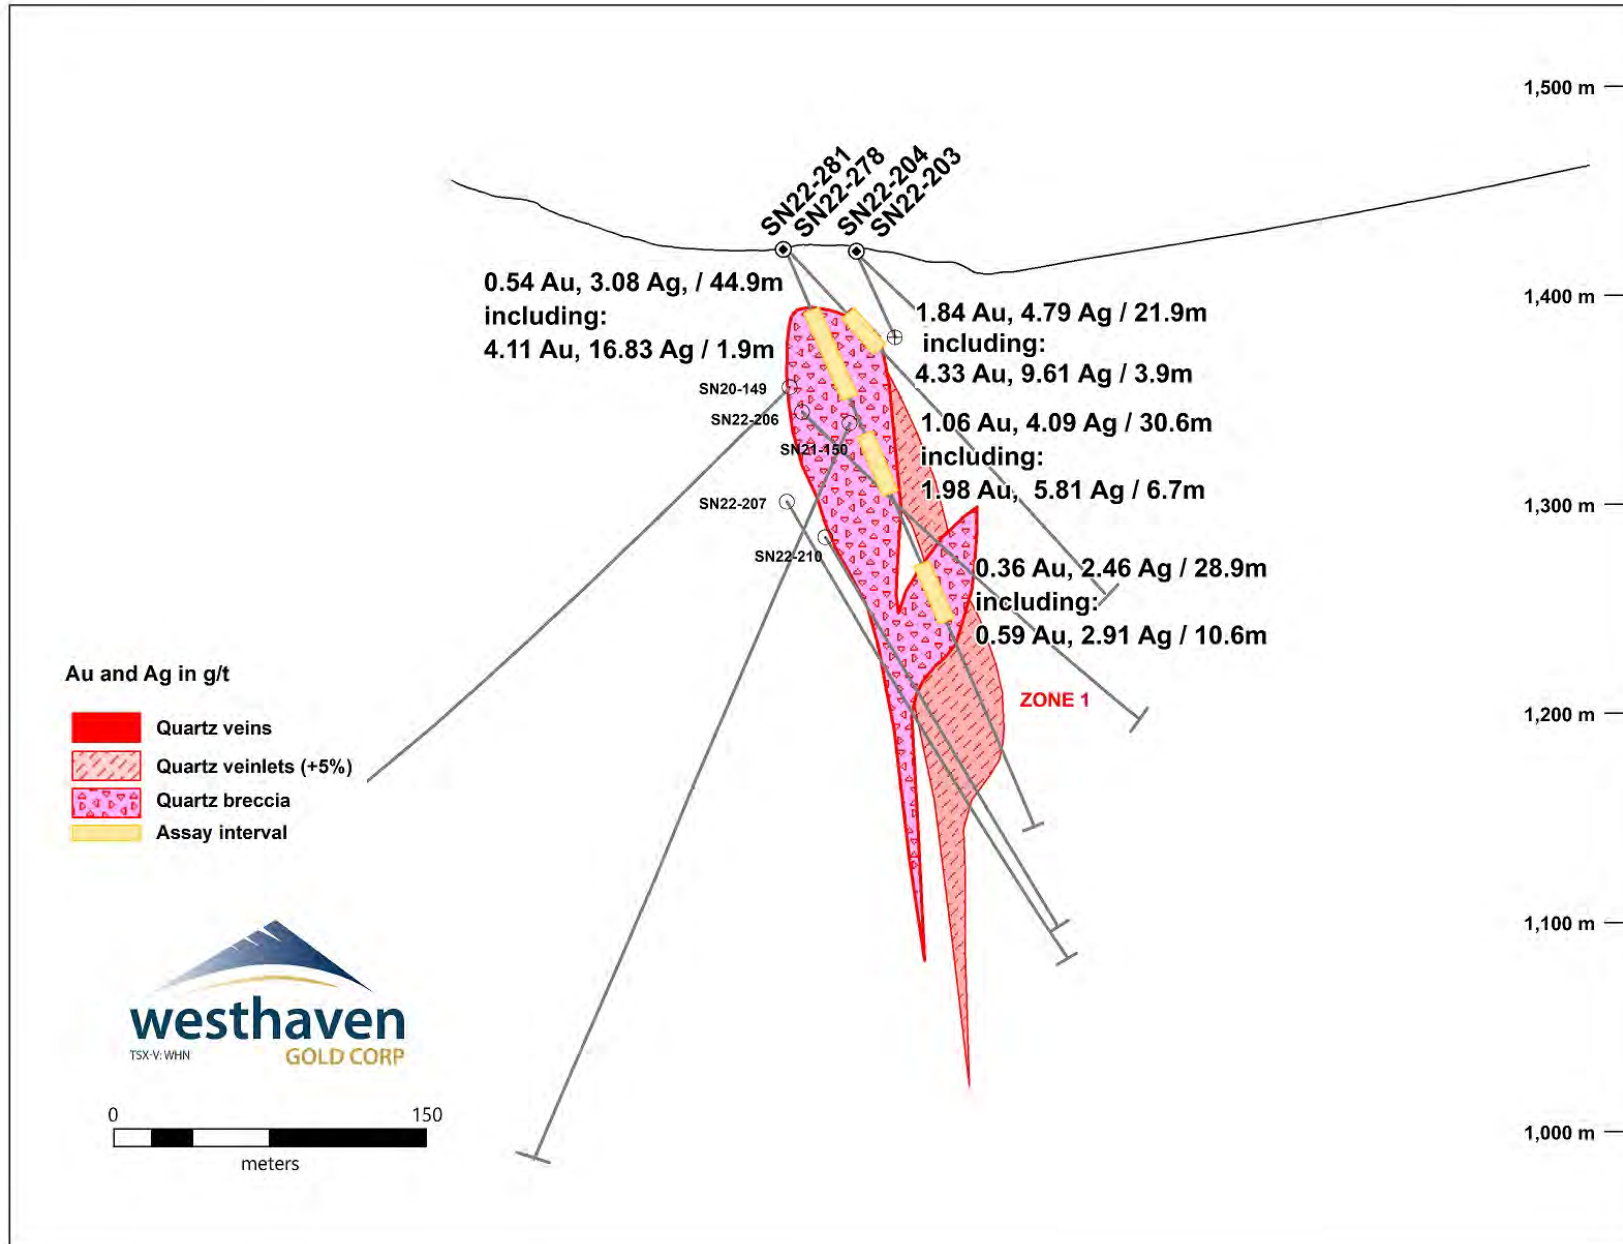 1,500 m
SN22-281
SN22-278
SN22-204
SN22-203
0.54 Au, 3.08 Ag, / 44.9m
including:
4.11 Au, 16.83 Ag / 1.9m
1,400 m
1.84 Au, 4.79 Ag / 21.9m
including:
4.33 Au, 9.61 Ag / 3.9m
SN20-149
SN22-206
SN21-150
1.06 Au, 4.09 Ag / 30.6m
including:
1.98 Au, 5.81 Ag / 6.7m
SN22-207
1,300 m
SN22-210
0.36 Au, 2.46 Ag / 28.9m
including:
0.59 Au, 2.91 Ag / 10.6m
ZONE 1
1,200 m
Au and Ag in g/t
Quartz veins
Quartz veinlets (+5%)
Quartz breccia
Assay interval
1,100 m
westhaven
TSX-V: WHN
GOLD CORP
0 150
meters
1,000 m